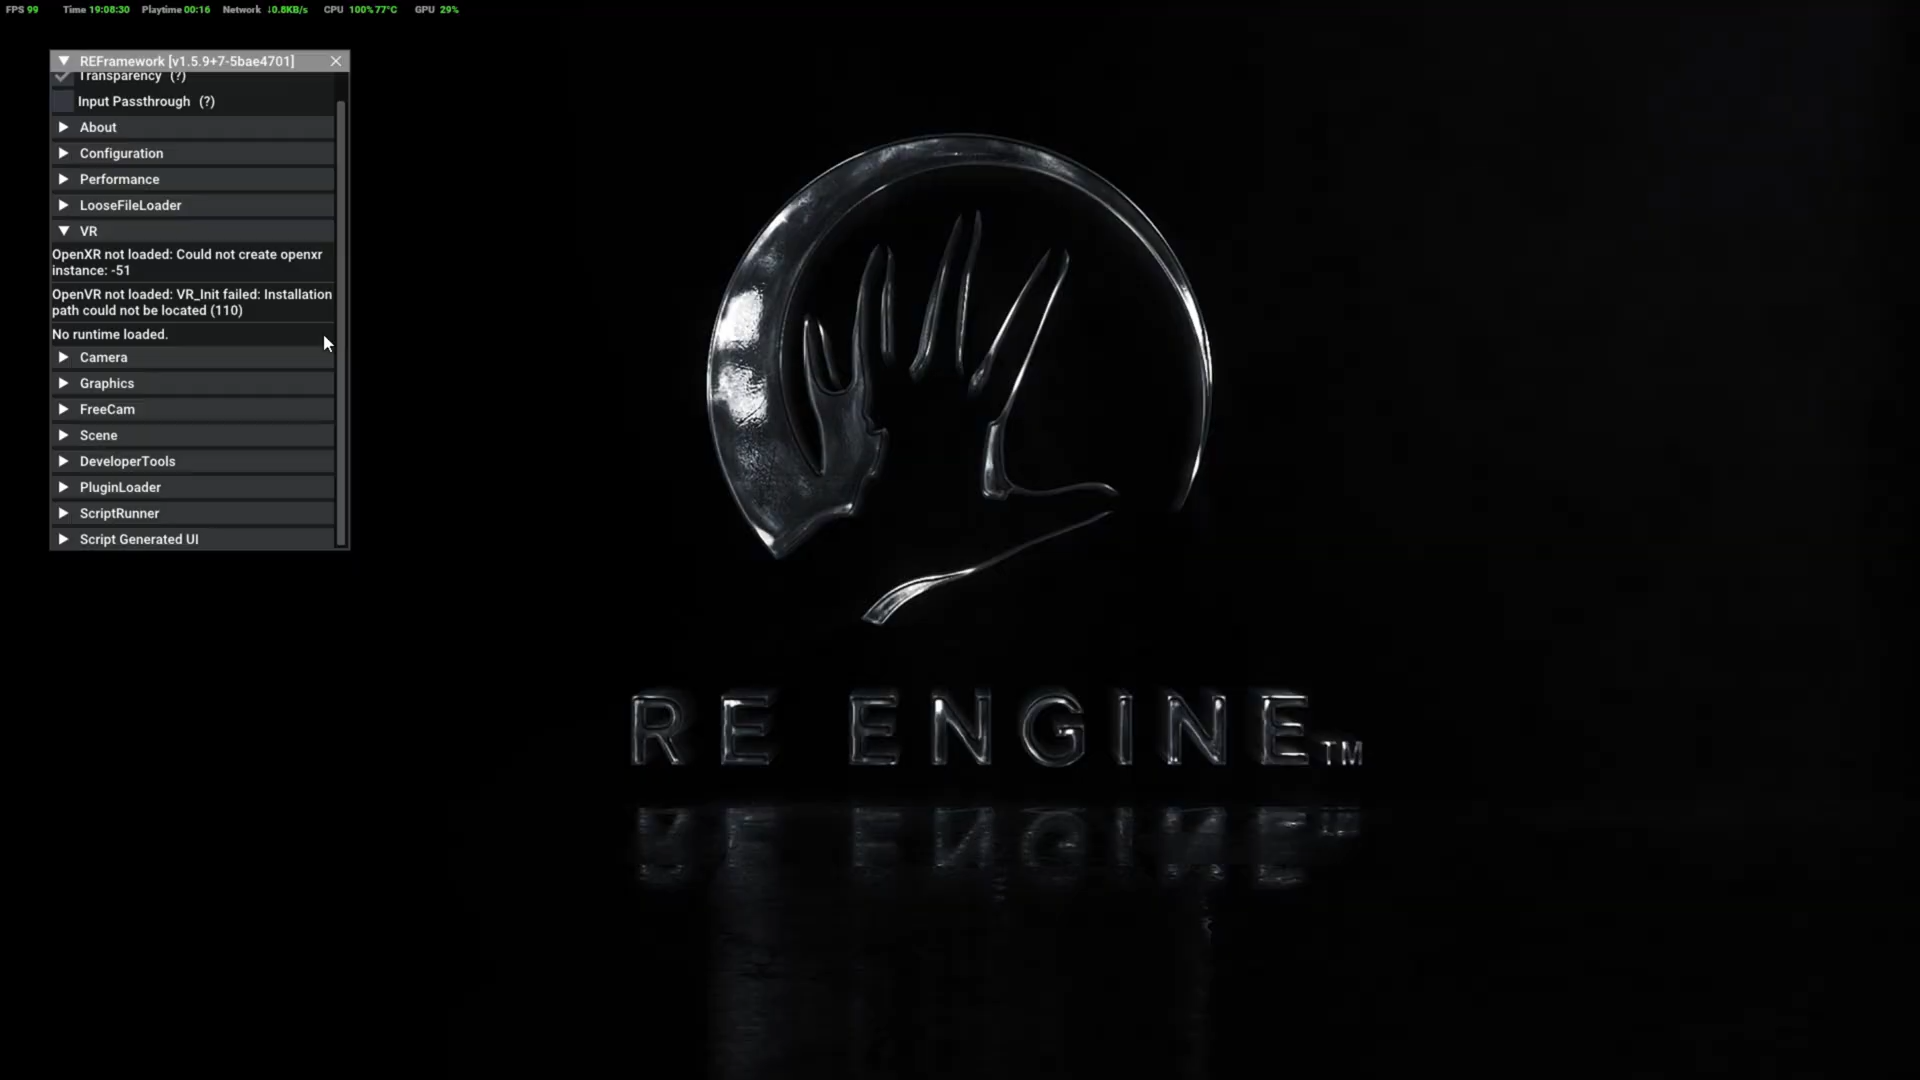 FPS 99 Time 19:08:30 Playtime 00:16 Network ↓0.8KB/s CPU 100% 77°C GPU 29%
REFramework [v1.5.9+7-5bae4701]
Transparency (?)
Input Passthrough (?)
About
Configuration
Performance
LooseFileLoader
VR
OpenXR not loaded: Could not create openxr
instance: -51
OpenVR not loaded: VR_Init failed: Installation
path could not be located (110)
No runtime loaded.
Camera
Graphics
FreeCam
Scene
DeveloperTools
PluginLoader
ScriptRunner
Script Generated UI
RE ENGINE™